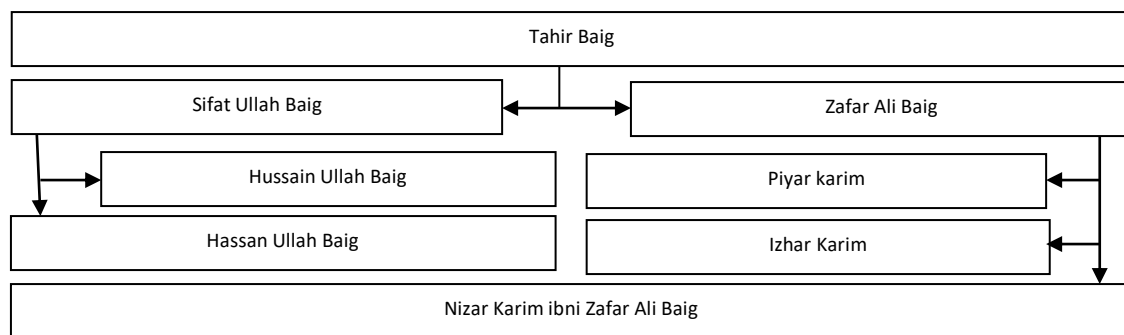 Tahir Baig
Sifat Ullah Baig
Zafar Ali Baig
Hussain Ullah Baig
Piyar karim
Hassan Ullah Baig
Izhar Karim
Nizar Karim ibni Zafar Ali Baig